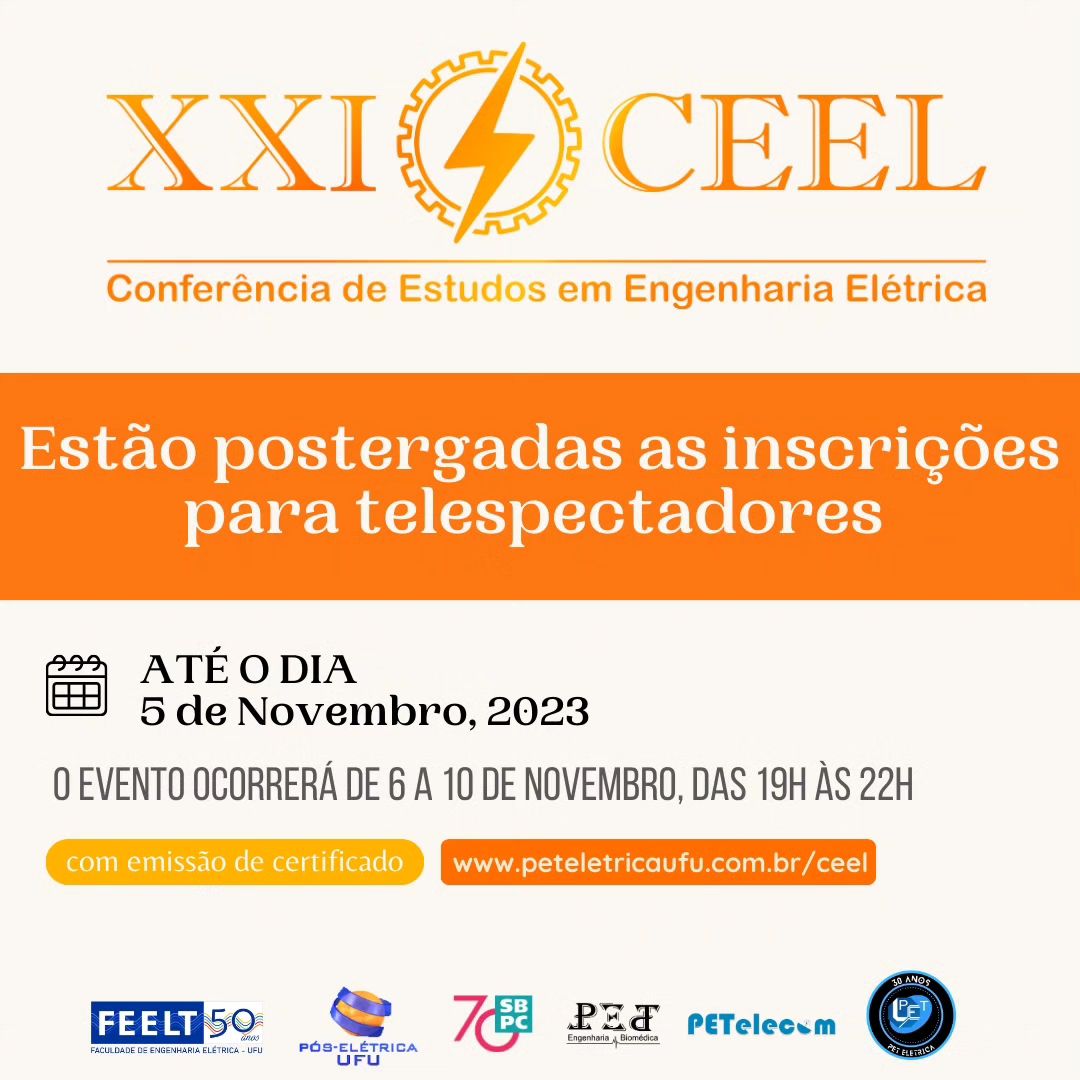 XXI CEEL
Conferência de Estudos em Engenharia Elétrica
Estão postergadas as inscrições
para telespectadores
ATÉ O DIA
5 de Novembro, 2023
O EVENTO OCORRERÁ DE 6 A 10 DE NOVEMBRO, DAS 19H ÀS 22H
com emissão de certificado
www.peteletricaufu.com.br/ceel
FEELT 50
anos
FACULDADE DE ENGENHARIA ELÉTRICA - UFU
PÓS-ELÉTRICA
UFU
70 SB
PC
PET
Engenharia Biomédica
PETelecom
30 ANOS
PET
PET ELÉTRICA